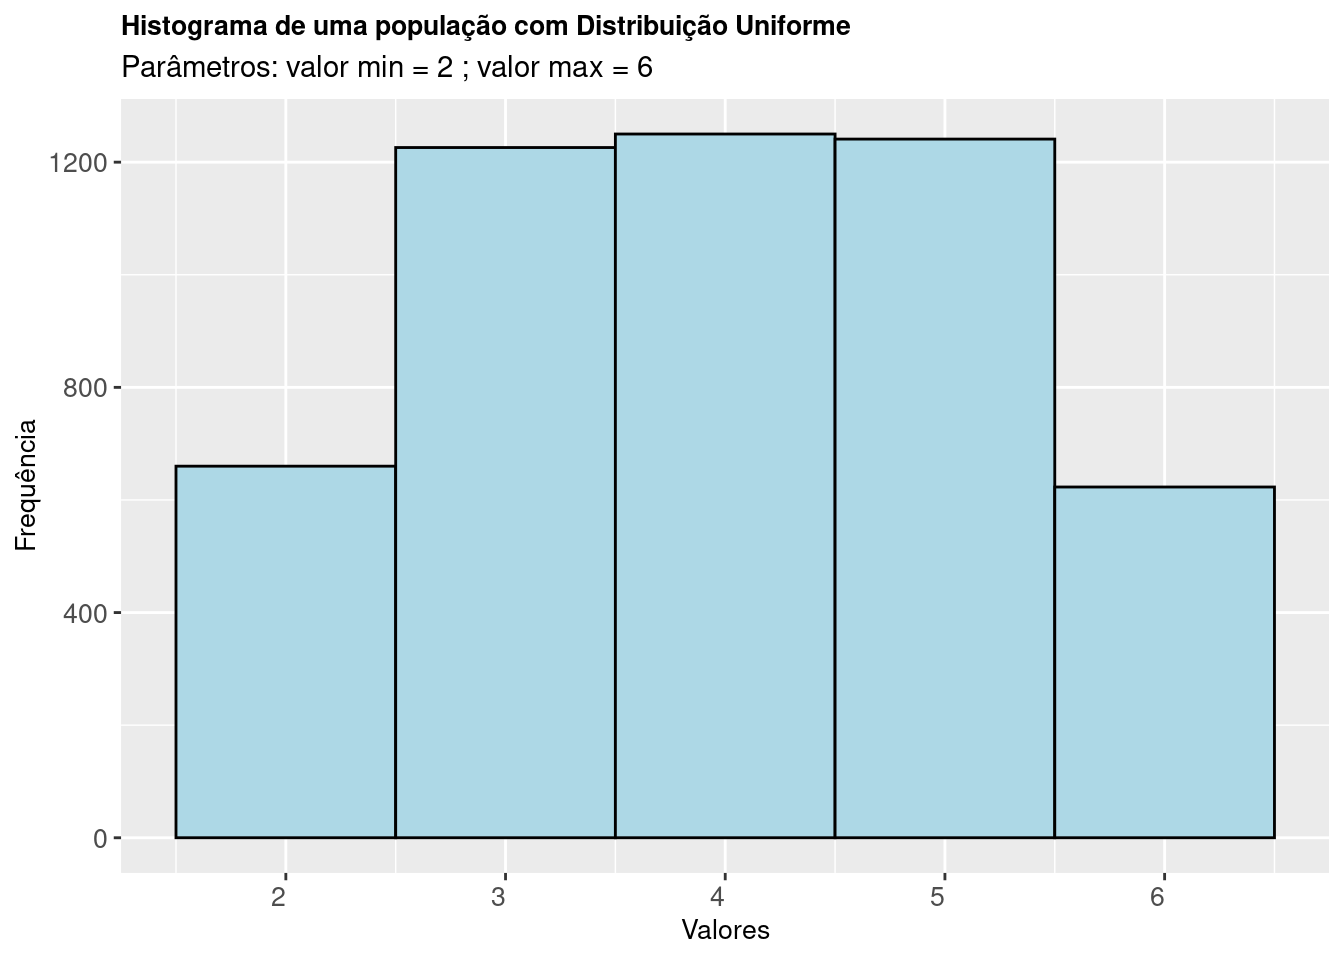 Histograma de uma população com Distribuição Uniforme
Parâmetros: valor min = 2 ; valor max = 6
Frequência
1200
800
400
0
2 3 4 5 6
Valores